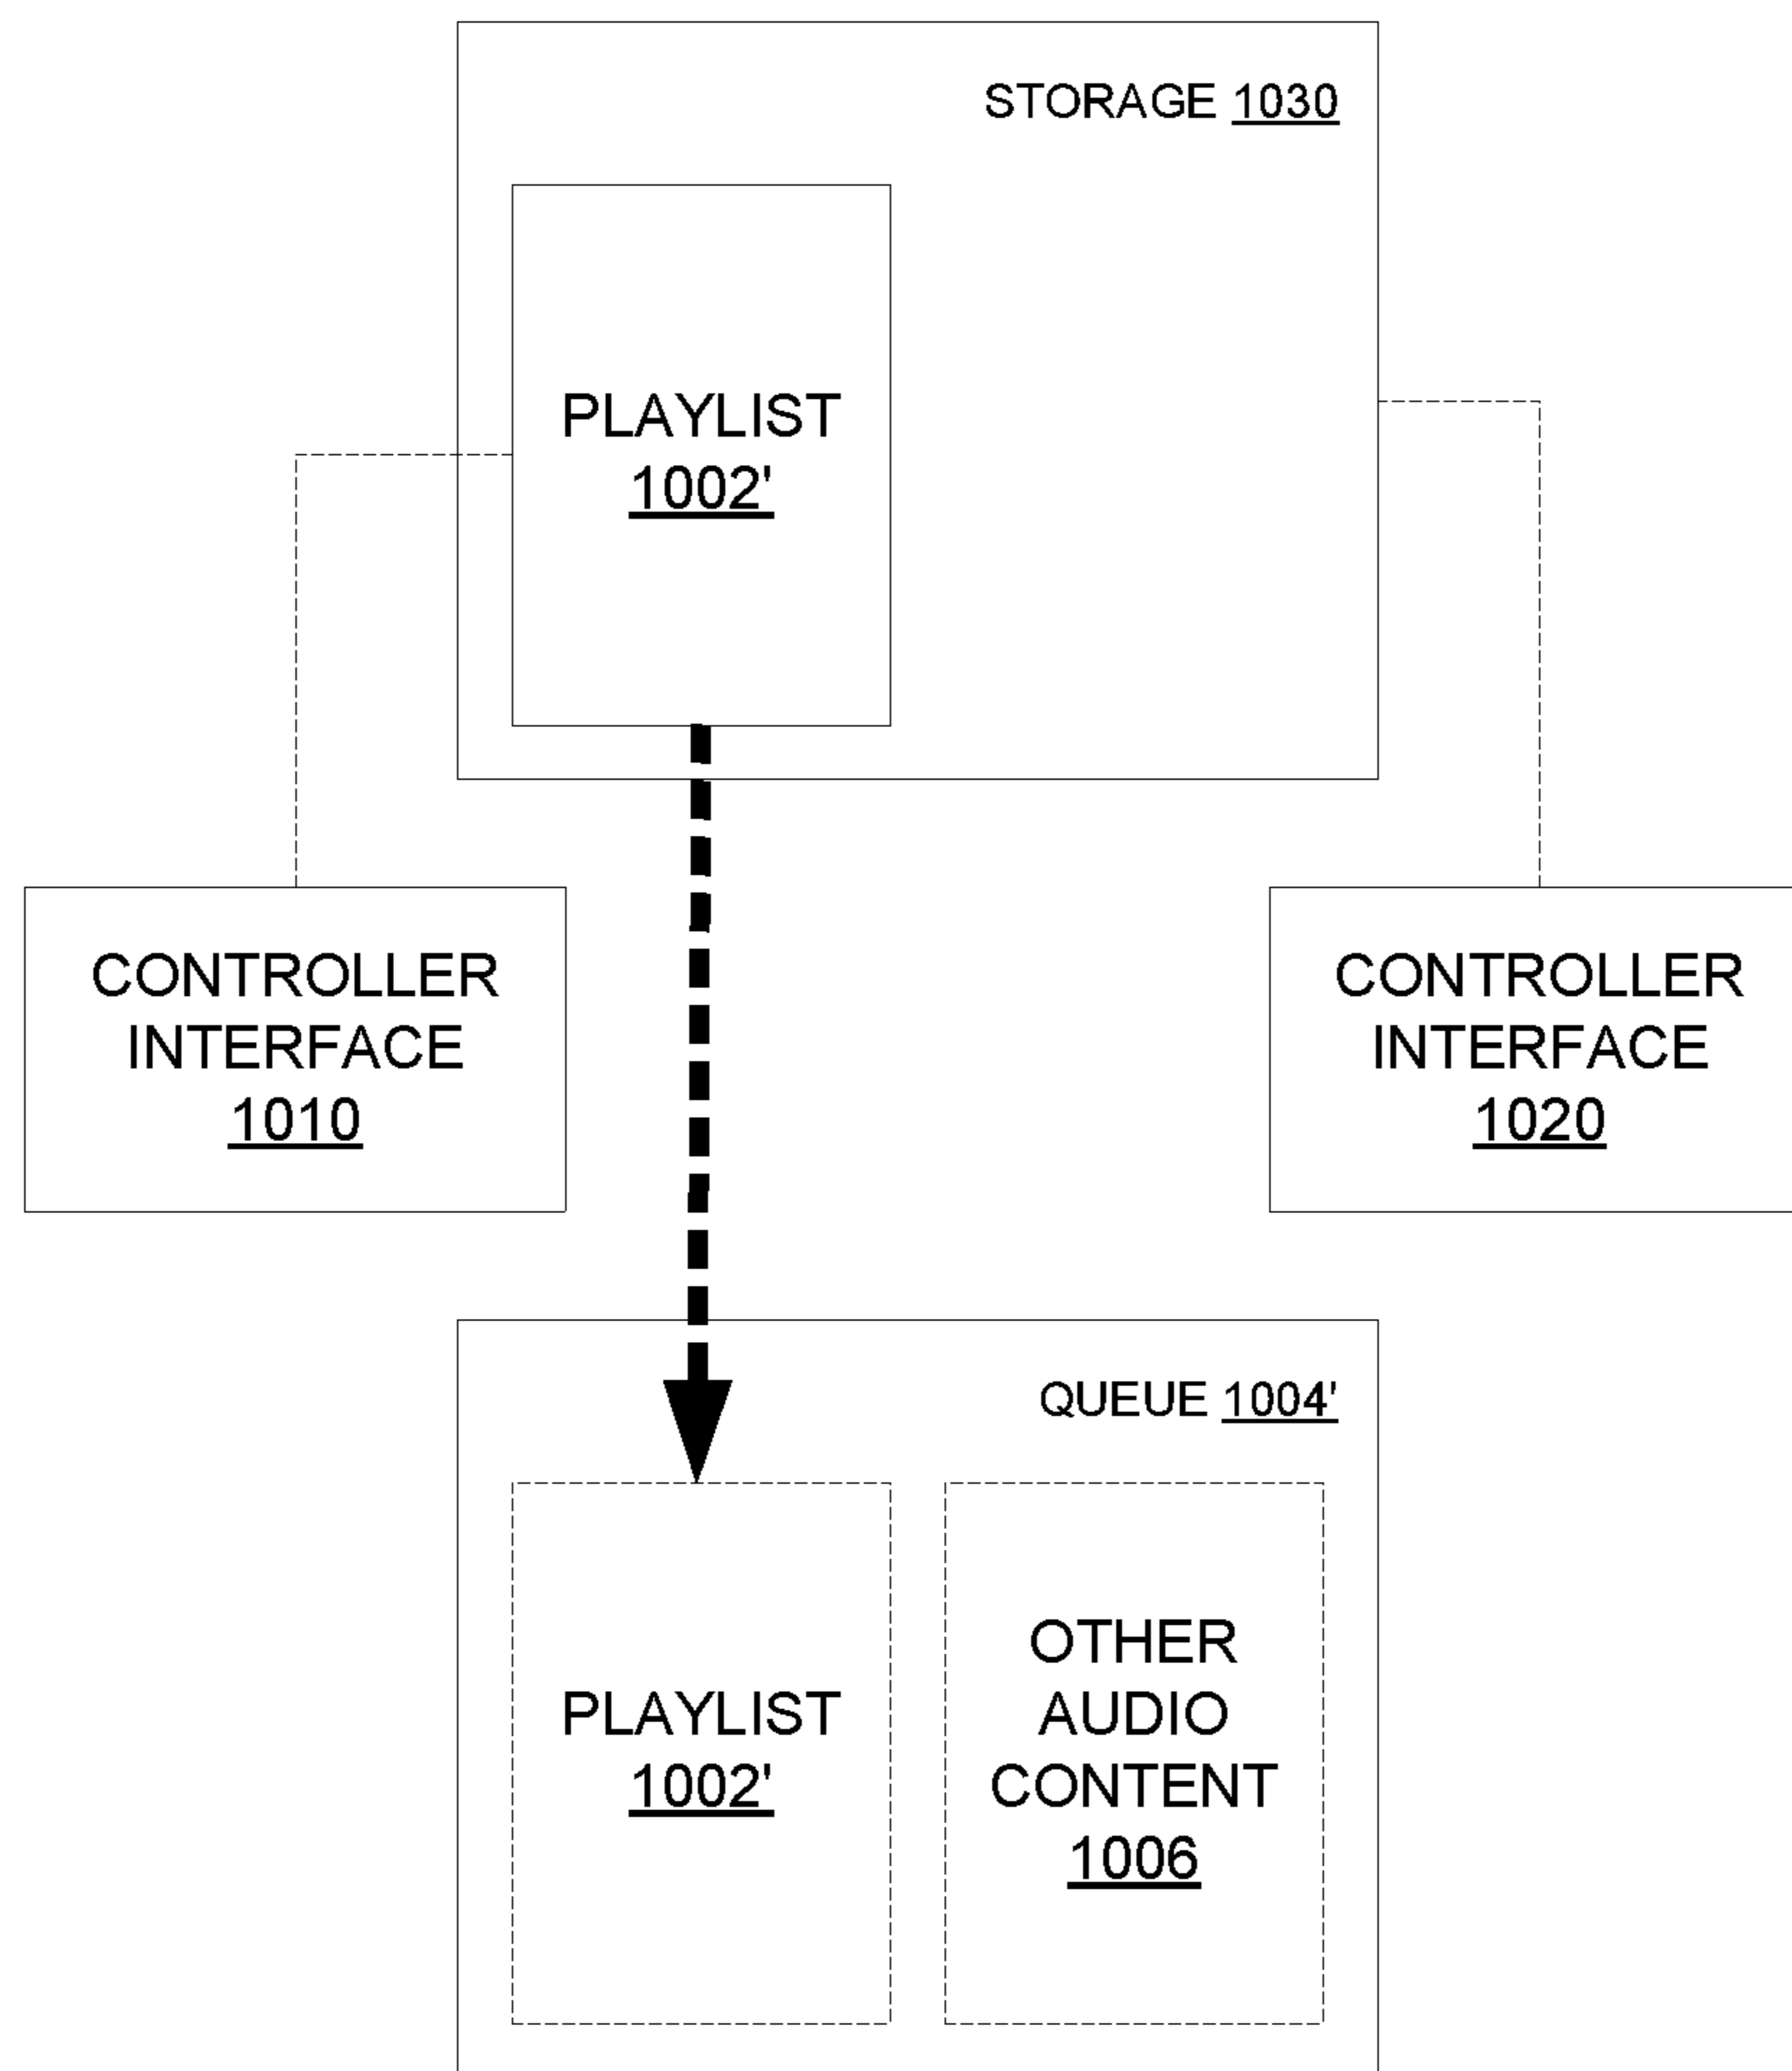 STORAGE 1030
PLAYLIST
1002'
CONTROLLER
INTERFACE
1010
CONTROLLER
INTERFACE
1020
QUEUE 1004'
PLAYLIST
1002'
OTHER
AUDIO
CONTENT
1006